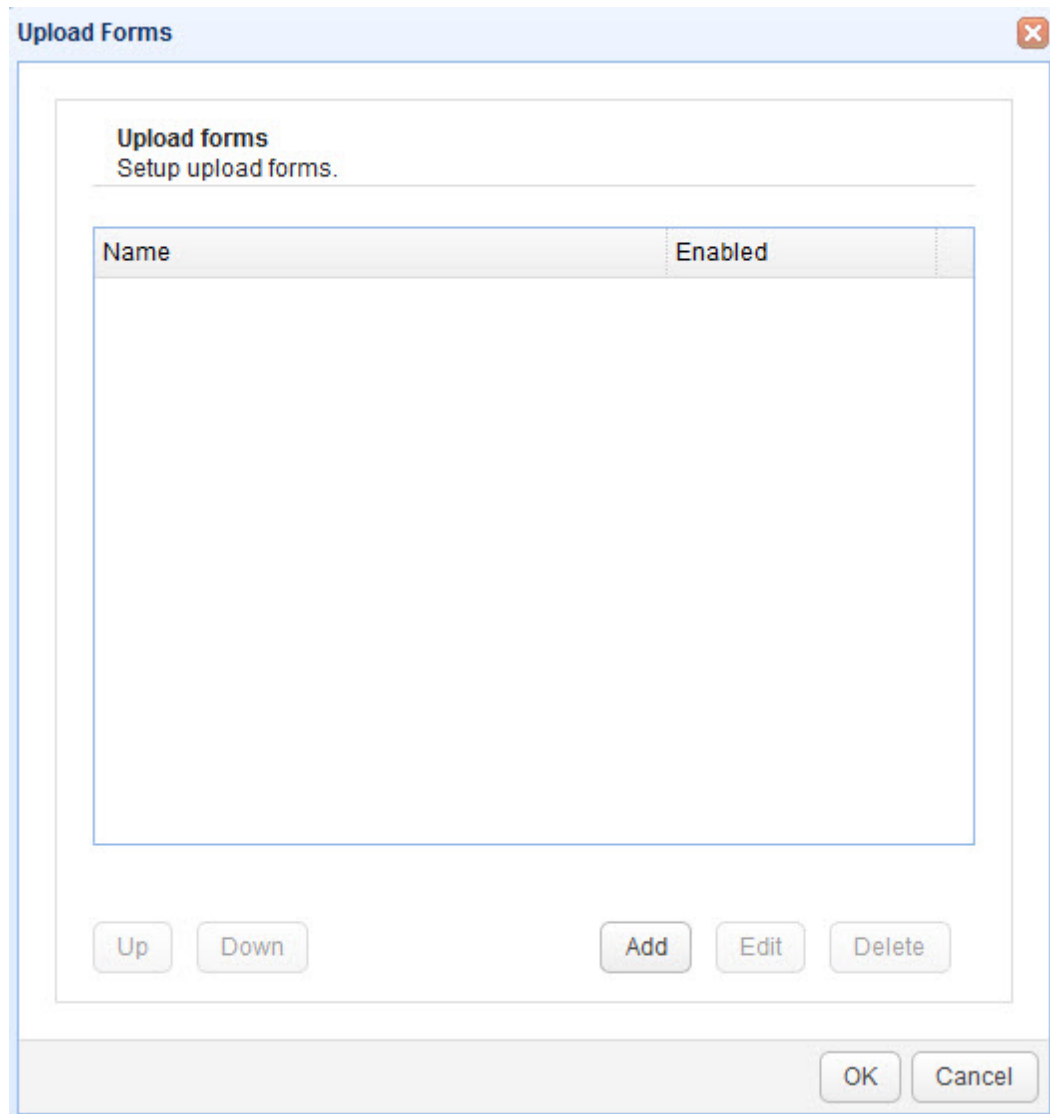 Upload Forms
Upload forms
Setup upload forms.
Name Enabled
Up Down Add Edit Delete
OK Cancel